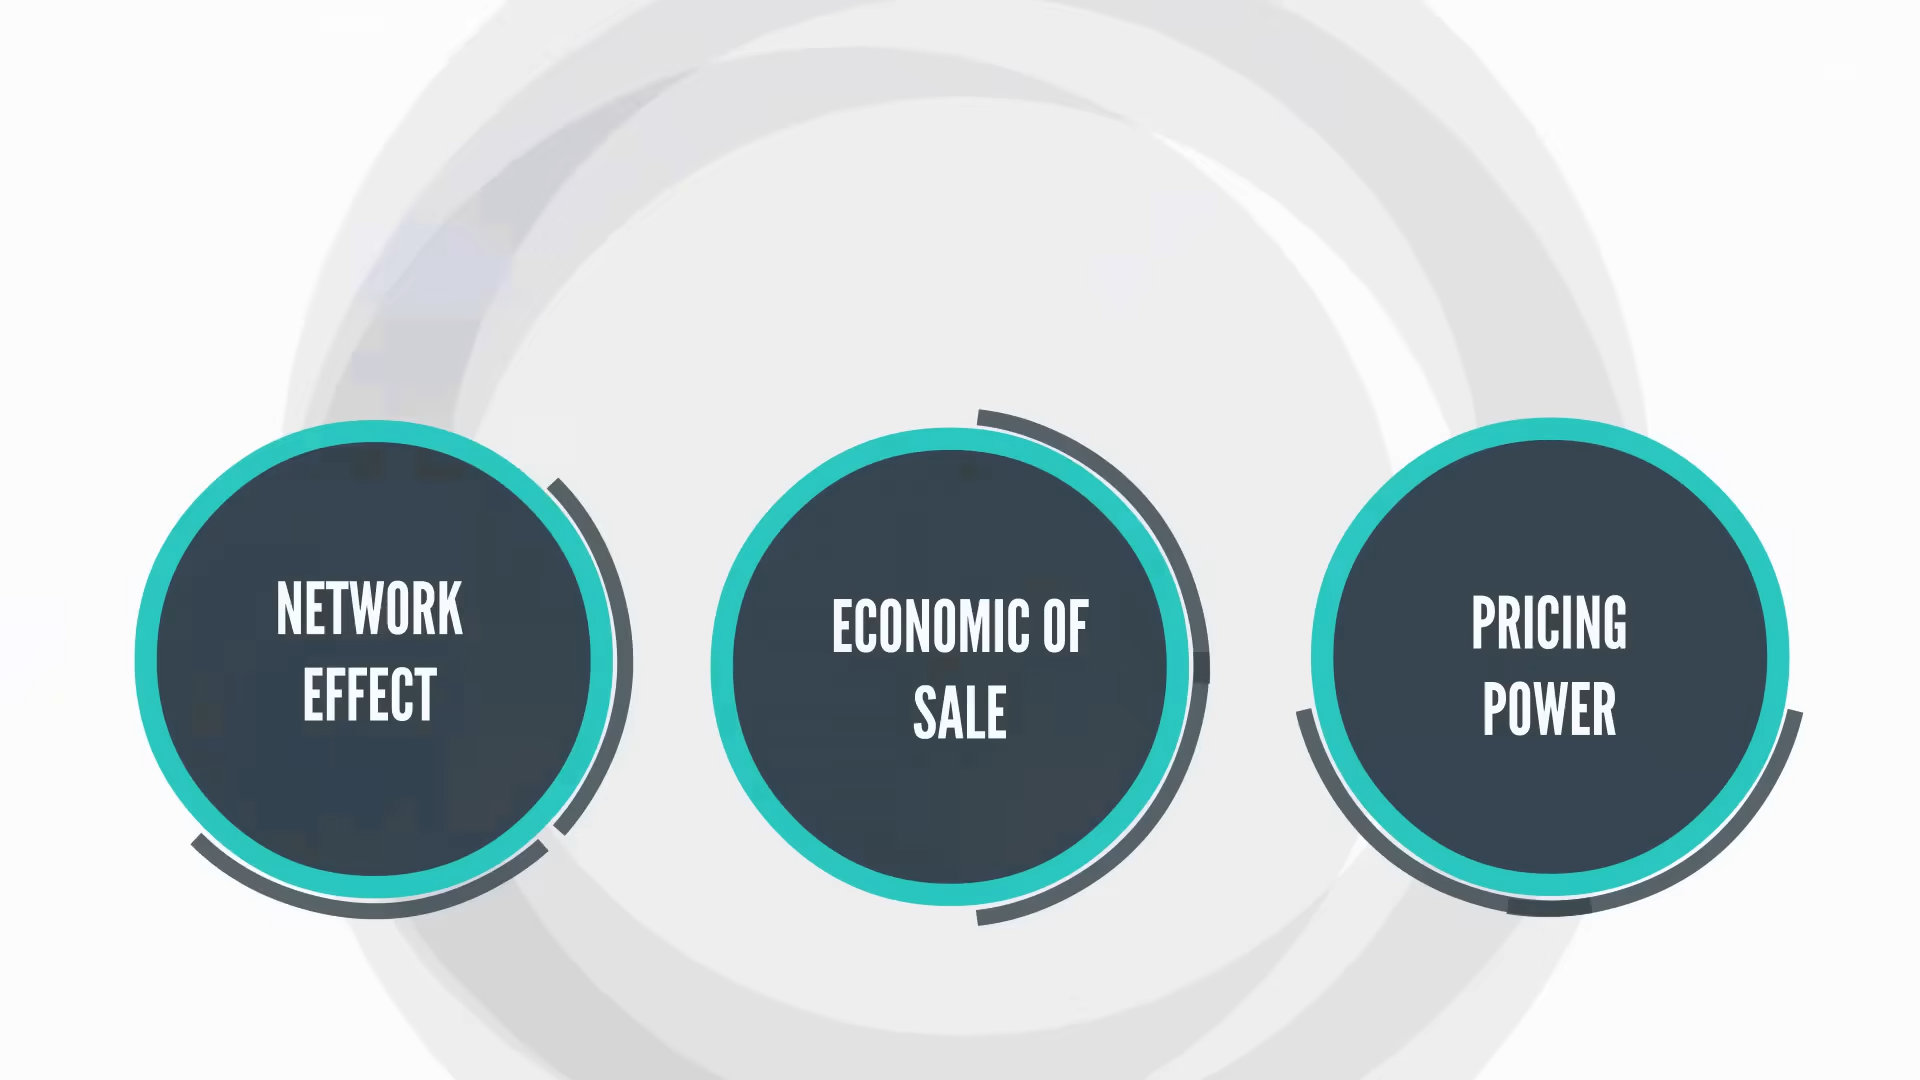 NETWORK
EFFECT
ECONOMIC OF
SALE
PRICING
POWER